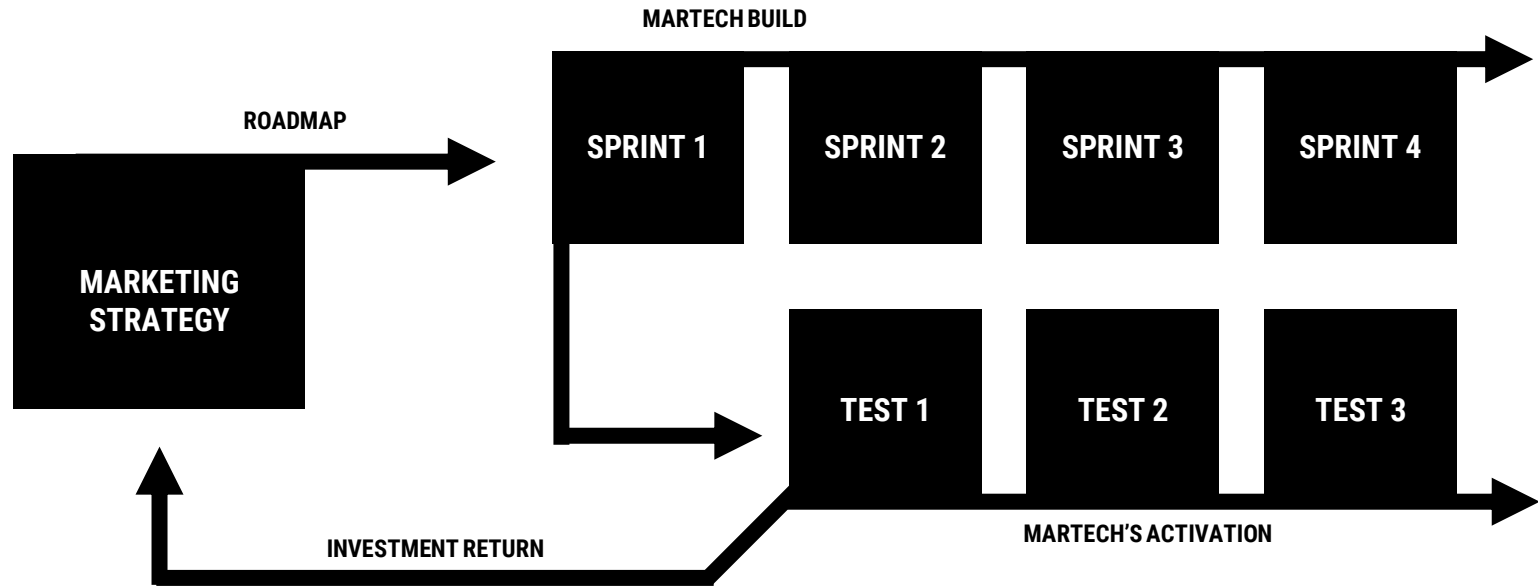 MARTECH BUILD
ROADMAP
SPRINT 1
SPRINT 2
SPRINT 3
SPRINT 4
MARKETING
STRATEGY
TEST 1
TEST 2
TEST 3
MARTECH'S ACTIVATION
INVESTMENT RETURN